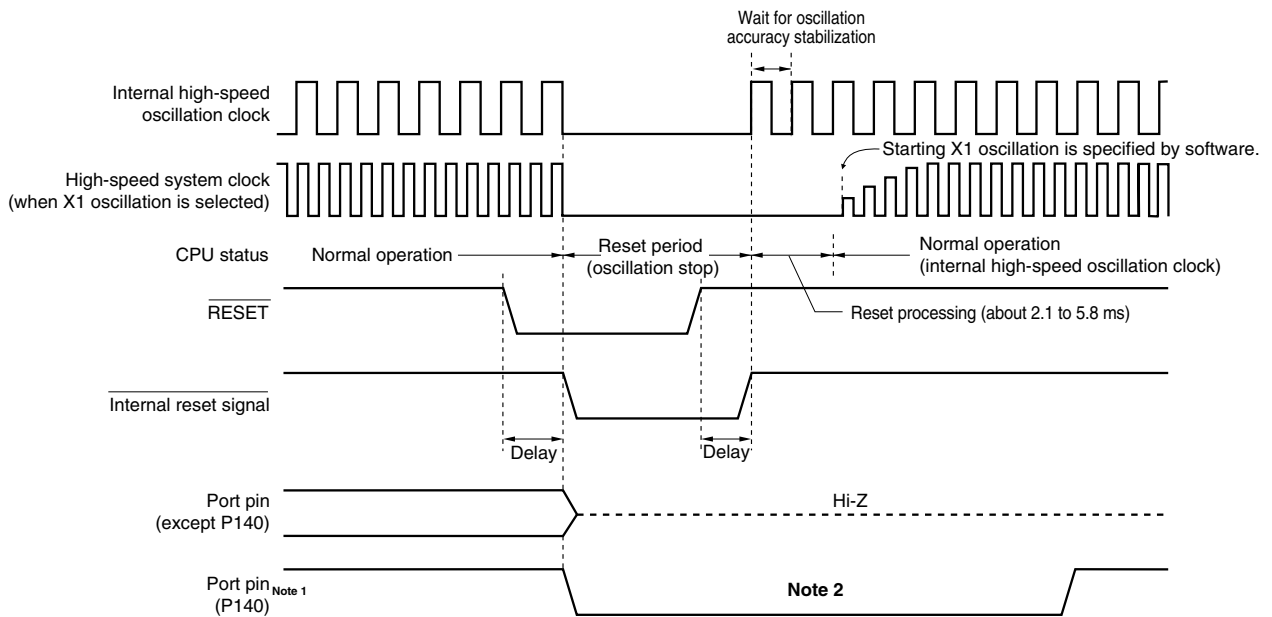 Wait for oscillation
accuracy stabilization
Internal high-speed
oscillation clock
Starting X1 oscillation is specified by software.
High-speed system clock
(when X1 oscillation is selected)
CPU status
Normal operation
Reset period
(oscillation stop)
Normal operation
(internal high-speed oscillation clock)
RESET
Reset processing (about 2.1 to 5.8 ms)
Internal reset signal
Delay
Delay
Port pin
(except P140)
Hi-Z
Port pin Note 1
(P140)
Note 2